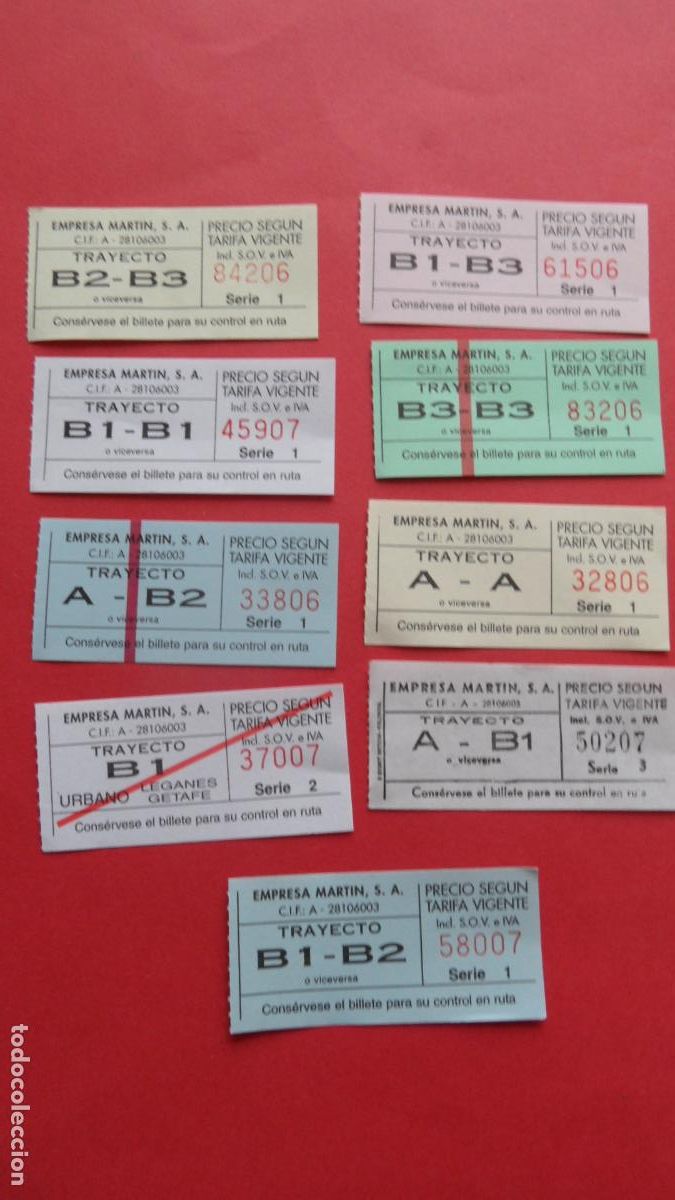 EMPRESA MARTIN, S. A.
C.I.F.: A - 28106003
TRAYECTO
B2-B3
o viceversa
PRECIO SEGUN
TARIFA VIGENTE
Incl. S.O.V. e IVA
84206
Serie 1
Consérvese el billete para su control en ruta
EMPRESA MARTIN, S. A.
C.I.F.: A - 28106003
TRAYECTO
B1-B3
o viceversa
PRECIO SEGUN
TARIFA VIGENTE
Incl. S.O.V. e IVA
61506
Serie 1
Consérvese el billete para su control en ruta
EMPRESA MARTIN, S. A.
C.I.F.: A - 28106003
TRAYECTO
B1-B1
o viceversa
PRECIO SEGUN
TARIFA VIGENTE
Incl. S.O.V. e IVA
45907
Serie 1
Consérvese el billete para su control en ruta
EMPRESA MARTIN, S. A.
C.I.F.: A - 28106003
TRAYECTO
B3-B3
o viceversa
PRECIO SEGUN
TARIFA VIGENTE
Incl. S.O.V. e IVA
83206
Serie 1
Consérvese el billete para su control en ruta
EMPRESA MARTIN, S. A.
C.I.F.: A - 28106003
TRAYECTO
A - B2
o viceversa
PRECIO SEGUN
TARIFA VIGENTE
Incl. S.O.V. e IVA
33806
Serie 1
Consérvese el billete para su control en ruta
EMPRESA MARTIN, S. A.
C.I.F.: A - 28106003
TRAYECTO
A - A
o viceversa
PRECIO SEGUN
TARIFA VIGENTE
Incl. S.O.V. e IVA
32806
Serie 1
Consérvese el billete para su control en ruta
EMPRESA MARTIN, S. A.
C.I.F.: A - 28106003
TRAYECTO
B1
URBANO LEGANES
GETAFE
PRECIO SEGUN
TARIFA VIGENTE
Incl. S.O.V. e IVA
37007
Serie 2
Consérvese el billete para su control en ruta
EMPRESA MARTIN, S. A.
C I F. : A - 28106003
TRAYECTO
A - B1
o viceversa
PRECIO SEGUN
TARIFA VIGENTE
Incl. S.O.V. e IVA
50207
Serie 3
Consérvese el billete para su control en ruta
EMPRESA MARTIN, S. A.
C.I.F.: A - 28106003
TRAYECTO
B1-B2
o viceversa
PRECIO SEGUN
TARIFA VIGENTE
Incl. S.O.V. e IVA
58007
Serie 1
Consérvese el billete para su control en ruta
todocoleccion